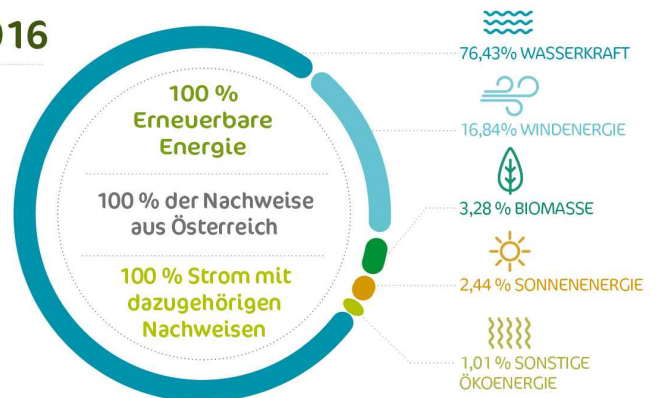 016
100 %
Erneuerbare
Energie
100 % der Nachweise
aus Österreich
100 % Strom mit
dazugehörigen
Nachweisen
76,43% WASSERKRAFT
16,84% WINDENERGIE
3,28 % BIOMASSE
2,44 % SONNENENERGIE
1,01 % SONSTIGE
ÖKOENERGIE